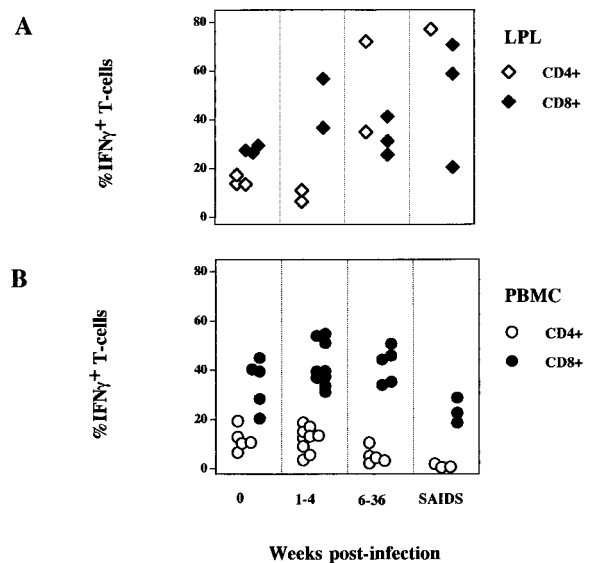 A
80
60
40
20
0
%IFNγ+ T-cells
LPL
CD4+
CD8+
B
80
60
40
20
0
%IFNγ+ T-cells
PBMC
CD4+
CD8+
0 1-4 6-36 SAIDS
Weeks post-infection